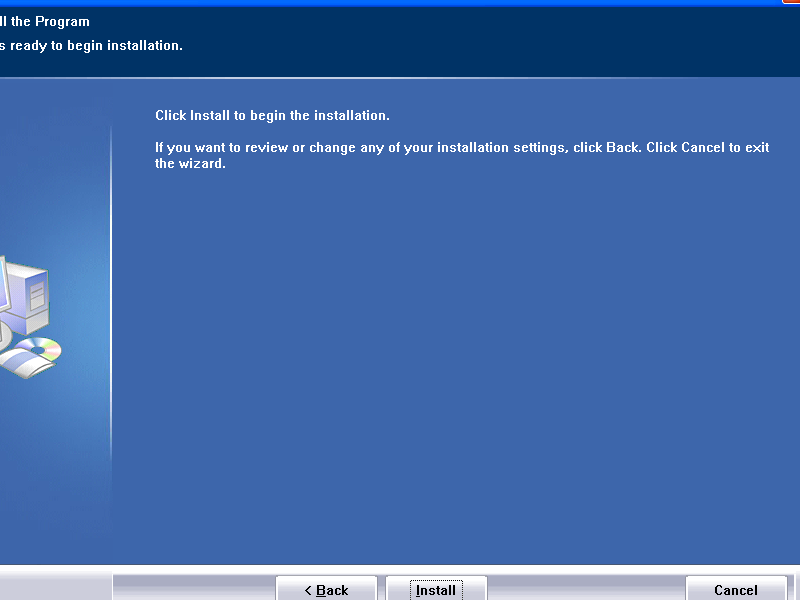 ll the Program
s ready to begin installation.
Click Install to begin the installation.
If you want to review or change any of your installation settings, click Back. Click Cancel to exit
the wizard.
< Back
Install
Cancel